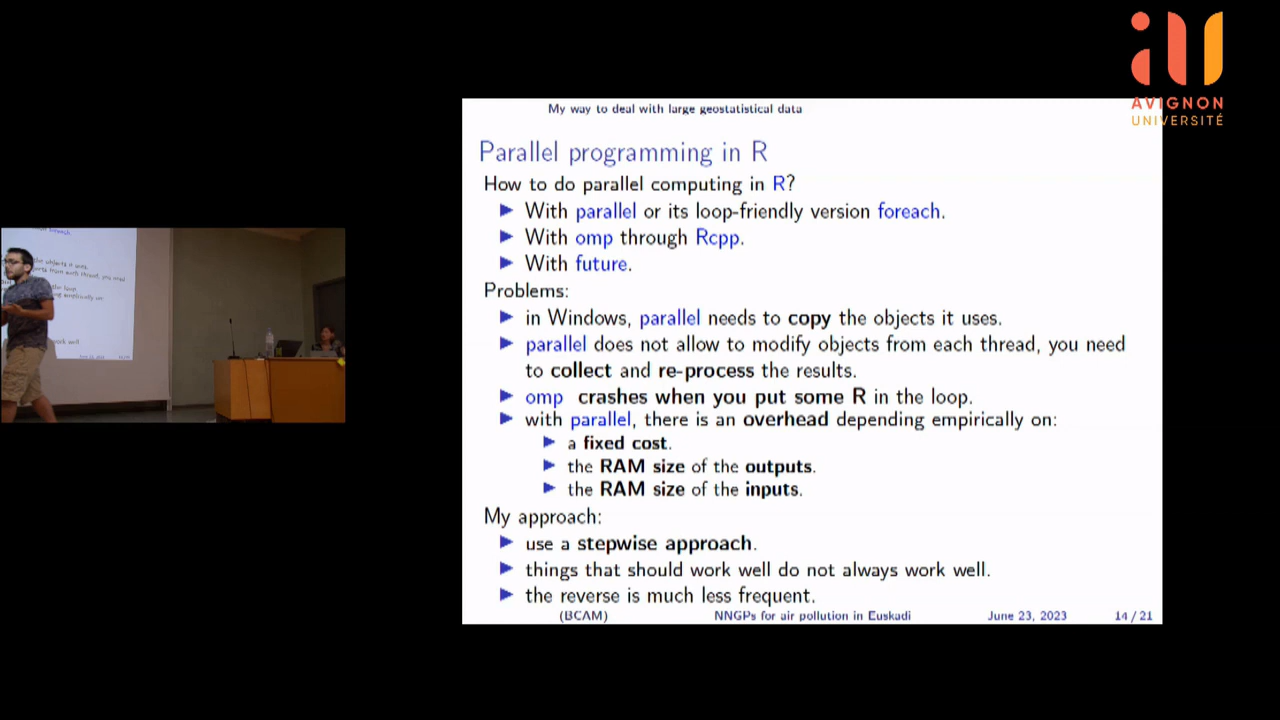 AVIGNON
UNIVERSITÉ
My way to deal with large geostatistical data
Parallel programming in R
How to do parallel computing in R?
With parallel or its loop-friendly version foreach.
With omp through Rcpp.
With future.
Problems:
in Windows, parallel needs to copy the objects it uses.
parallel does not allow to modify objects from each thread, you need
to collect and re-process the results.
omp crashes when you put some R in the loop.
with parallel, there is an overhead depending empirically on:
a fixed cost.
the RAM size of the outputs.
the RAM size of the inputs.
My approach:
use a stepwise approach.
things that should work well do not always work well.
the reverse is much less frequent.
(BCAM) NNGPs for air pollution in Euskadi June 23, 2023 14 / 21